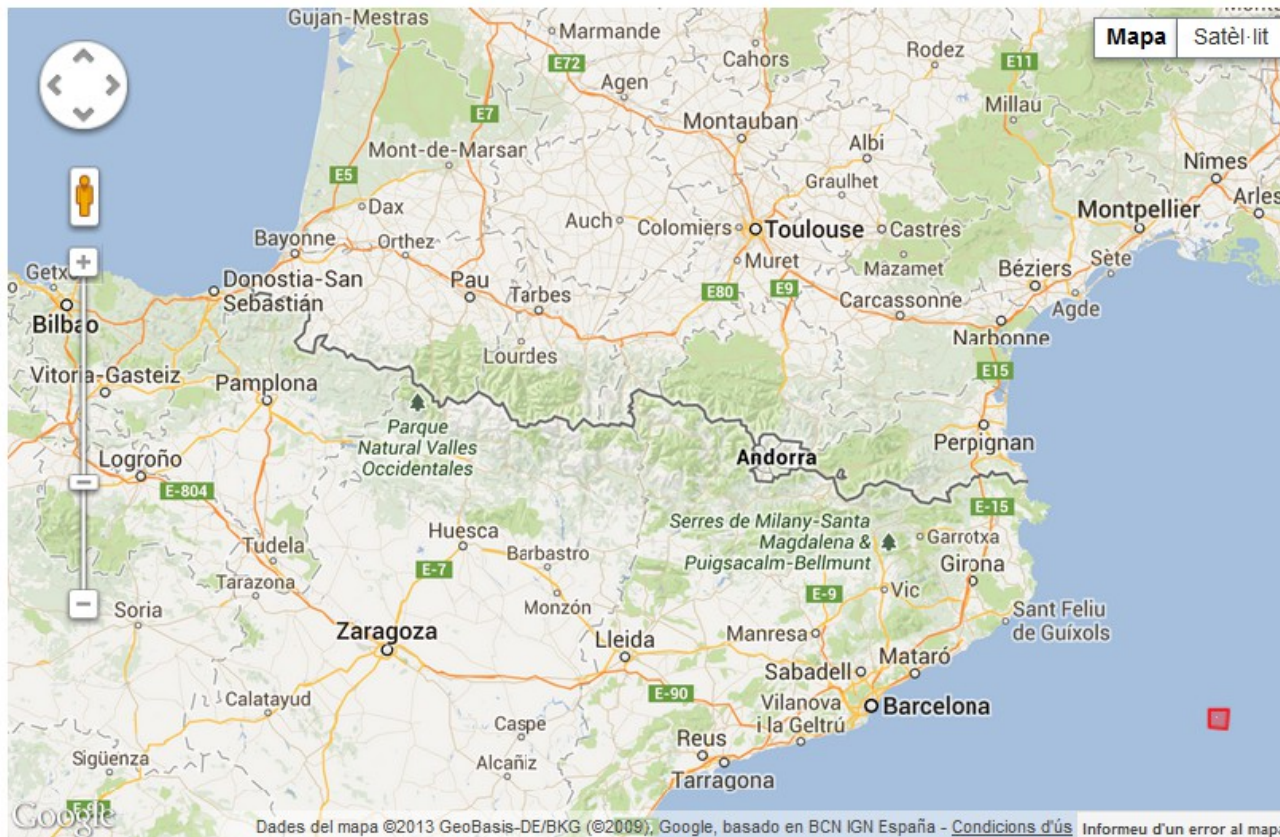 Gujan-Mestras
Marmande
Cahors
Rodez
E11
Mapa
Satèl·lit
E72
Agen
Millau
E7
Montauban
Albi
Nîmes
Mont-de-Marsan
E5
Graulhet
Arles
Dax
Auch
Colomiers
Toulouse
Castres
Montpellier
Bayonne
Orthez
Muret
Mazamet
Béziers
Sète
Donostia-San
Sebastián
Pau
Tarbes
E80
E9
Carcassonne
Agde
Bilbao
Narbonne
Lourdes
Vitoria-Gasteiz
Pamplona
E15
Parque
Natural Valles
Occidentales
Perpignan
Logroño
Andorra
E-804
E-15
Huesca
Serres de Milany-Santa
Magdalena &
Puigsacalm-Bellmunt
Garrotxa
Tudela
Barbastro
Girona
E-7
Tarazona
E-9
Vic
Soria
Monzón
Sant Feliu
de Guíxols
Zaragoza
Lleida
Manresa
Sabadell
Mataró
E-90
Calatayud
Vilanova
i la Geltrú
Barcelona
Caspe
Reus
Sigüenza
Alcañiz
Tarragona
E-90
Google
Dades del mapa ©2013 GeoBasis-DE/BKG (©2009), Google, basado en BCN IGN España - Condicions d'ús
Informeu d'un error al mapa